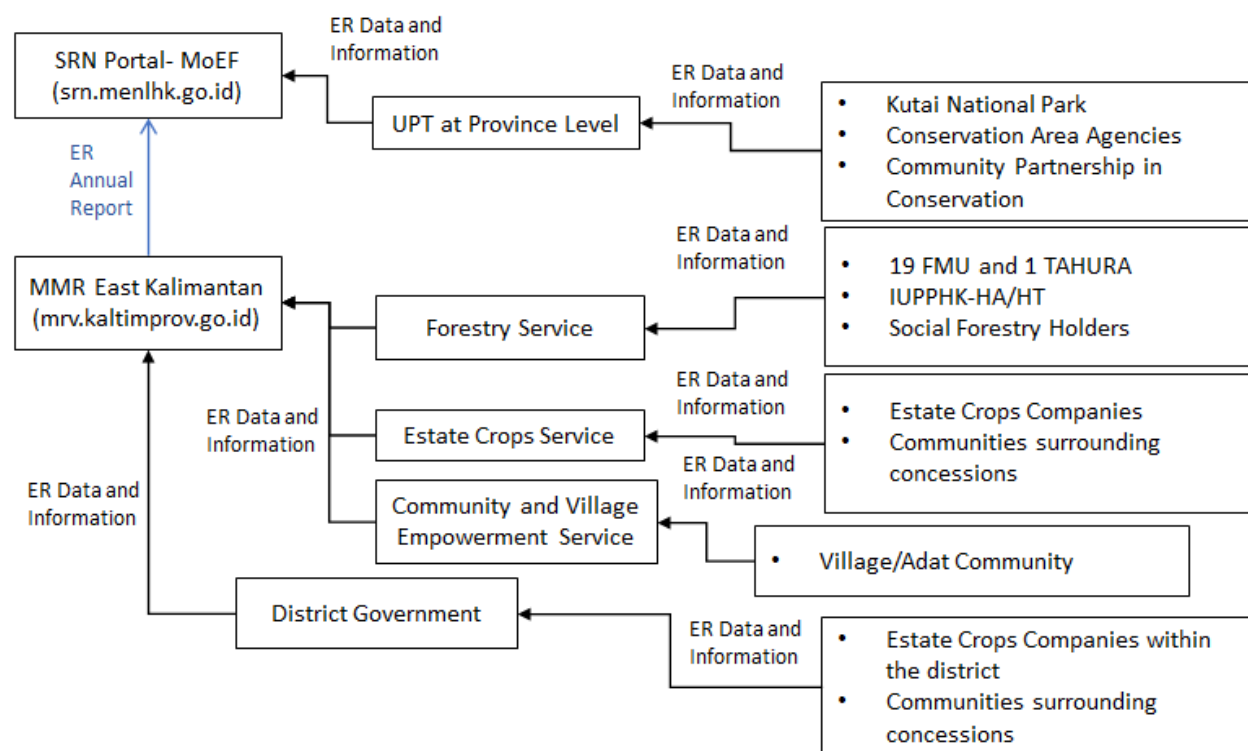 SRN Portal- MoEF
(srn.menlhk.go.id)
ER Data and
Information
UPT at Province Level
ER Data and
Information
• Kutai National Park
• Conservation Area Agencies
• Community Partnership in
Conservation
ER
Annual
Report
MMR East Kalimantan
(mrv.kaltimprov.go.id)
Forestry Service
ER Data and
Information
• 19 FMU and 1 TAHURA
• IUPPHK-HA/HT
• Social Forestry Holders
ER Data and
Information
Estate Crops Service
ER Data and
Information
• Estate Crops Companies
• Communities surrounding
concessions
Community and Village
Empowerment Service
ER Data and
Information
• Village/Adat Community
ER Data and
Information
District Government
ER Data and
Information
• Estate Crops Companies within
the district
• Communities surrounding
concessions